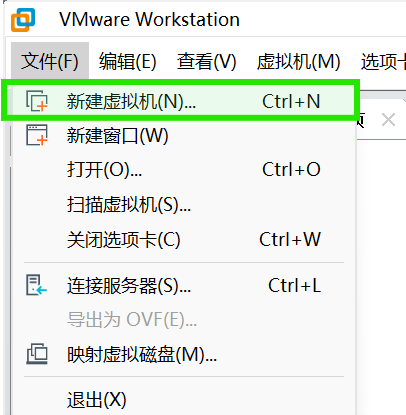 VMware Workstation
文件(F) 编辑(E) 查看(V) 虚拟机(M) 选项卡
新建虚拟机(N)... Ctrl+N
新建窗口(W)
打开(O)... Ctrl+O
扫描虚拟机(S)...
关闭选项卡(C) Ctrl+W
连接服务器(S)... Ctrl+L
导出为 OVF(E)...
映射虚拟磁盘(M)...
退出(X)